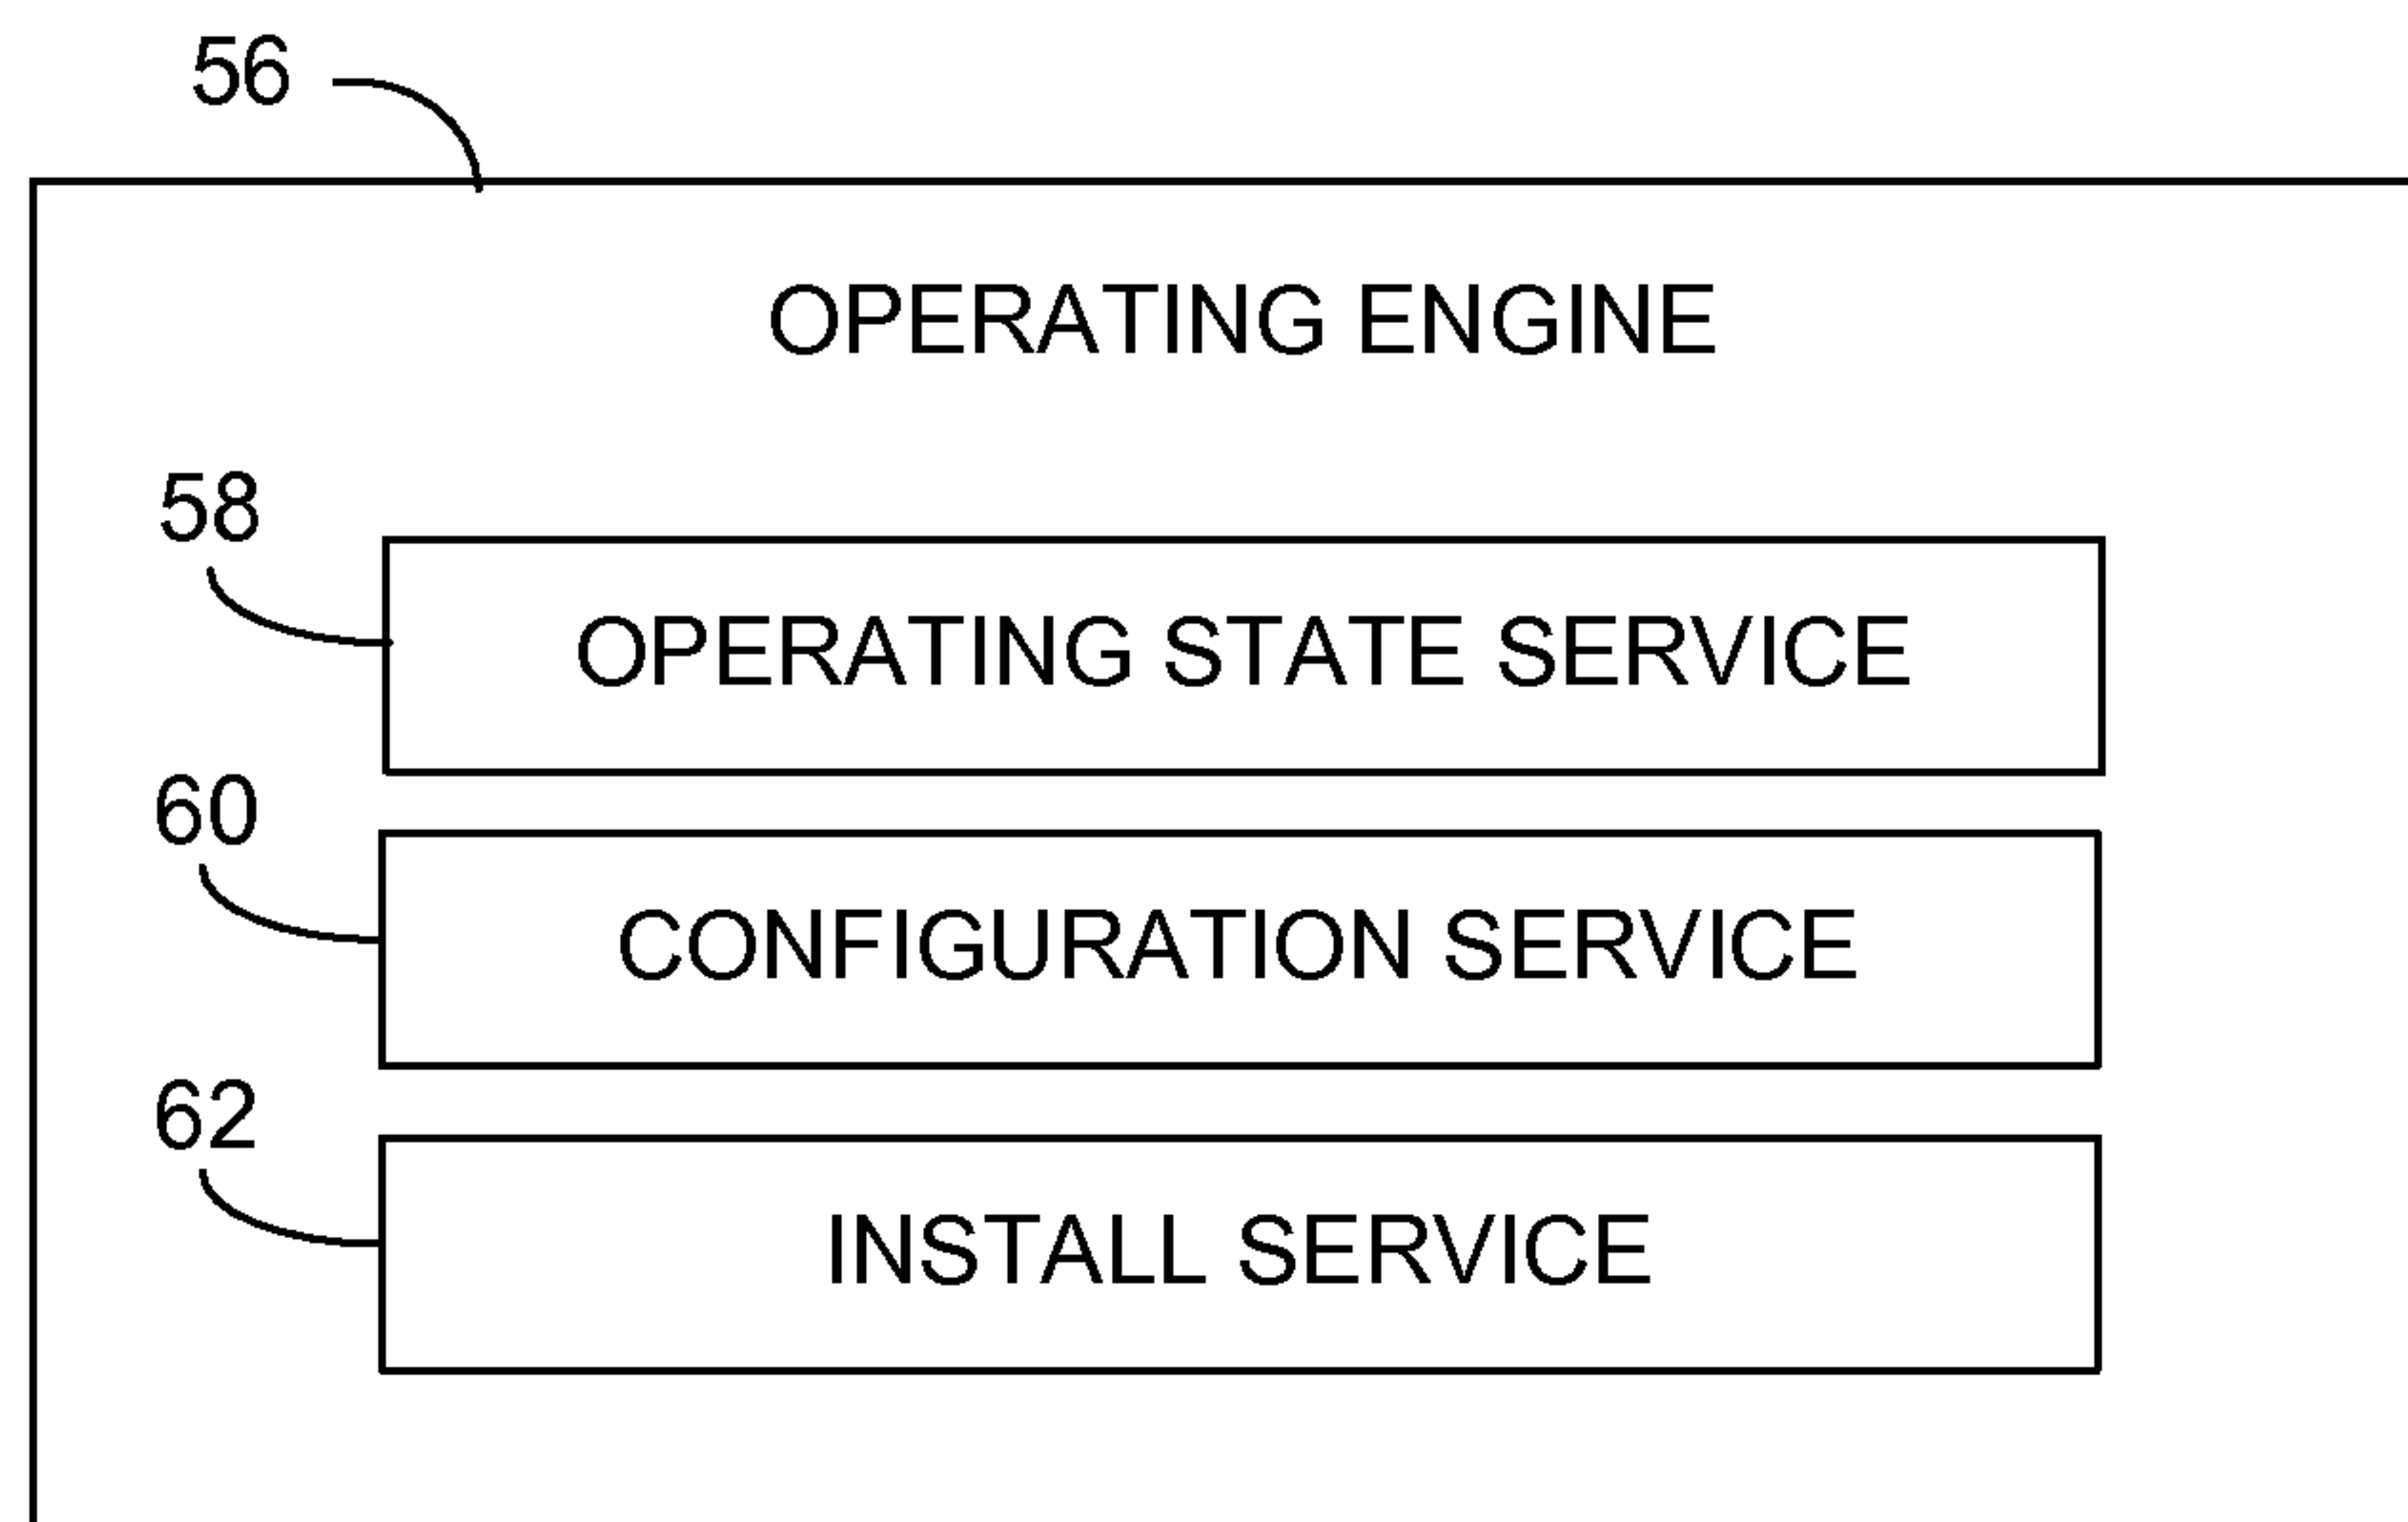 56
OPERATING ENGINE
58
OPERATING STATE SERVICE
60
CONFIGURATION SERVICE
62
INSTALL SERVICE